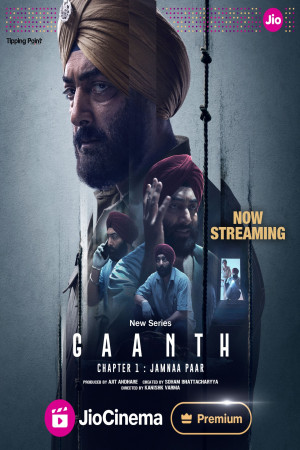 Jio
Tipping Point
NOW
STREAMING
New Series
GAANTH
CHAPTER 1 : JAMNAA PAAR
PRODUCED BY AJIT ANDHARE CREATED BY SOHAM BHATTACHARYYA
DIRECTED BY KANISHK VARMA
JioCinema
Premium